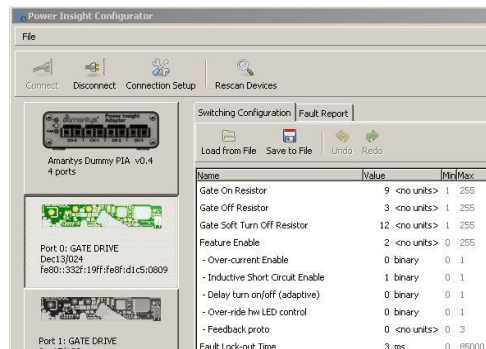 Power Insight Configurator
File
Connect Disconnect Connection Setup Rescan Devices
Amantys Power Insight
Adapter
Amantys Dummy PIA v0.4
4 ports
Port 0: GATE DRIVE
Dec13/024
fe80::332f:19ff:fe8f:d1c5:0809
Port 1: GATE DRIVE
Switching Configuration Fault Report
Load from File Save to File Undo Redo
Name Value Min Max
Gate On Resistor 9 <no units> 1 255
Gate Off Resistor 3 <no units> 1 255
Gate Soft Turn Off Resistor 12 <no units> 1 255
Feature Enable 2 <no units> 0 255
- Over-current Enable 0 binary 0 1
- Inductive Short Circuit Enable 1 binary 0 1
- Delay turn on/off (adaptive) 0 binary 0 1
- Over-ride hw LED control 0 binary 0 1
- Feedback proto 0 <no units> 0 3
Fault Lock-out Time 3 ms 0 85000